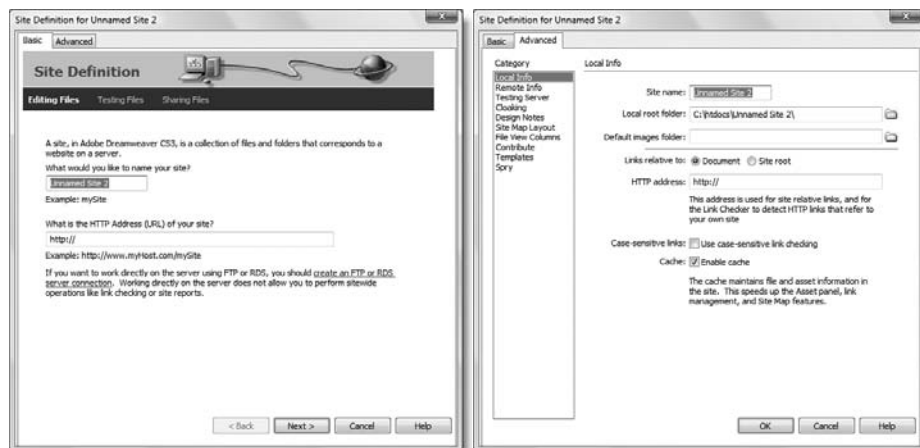 Site Definition for Unnamed Site 2
Basic Advanced
Site Definition
Editing Files Testing Files Sharing Files
A site, in Adobe Dreamweaver CS3, is a collection of files and folders that corresponds to a
website on a server.
What would you like to name your site?
Unnamed Site 2
Example: mySite
What is the HTTP Address (URL) of your site?
http://
Example: http://www.myHost.com/mySite
If you want to work directly on the server using FTP or RDS, you should create an FTP or RDS
server connection. Working directly on the server does not allow you to perform sitewide
operations like link checking or site reports.
< Back Next > Cancel Help
Site Definition for Unnamed Site 2
Basic Advanced
Category
Local Info
Remote Info
Testing Server
Cloaking
Design Notes
Site Map Layout
File View Columns
Contribute
Templates
Spry
Local Info
Site name: Unnamed Site 2
Local root folder: C:\htdocs\Unnamed Site 2\
Default images folder:
Links relative to: Document Site root
HTTP address: http://
This address is used for site relative links, and for
the Link Checker to detect HTTP links that refer to
your own site
Case-sensitive links: Use case-sensitive link checking
Cache: Enable cache
The cache maintains file and asset information in
the site. This speeds up the Asset panel, link
management, and Site Map features.
OK Cancel Help